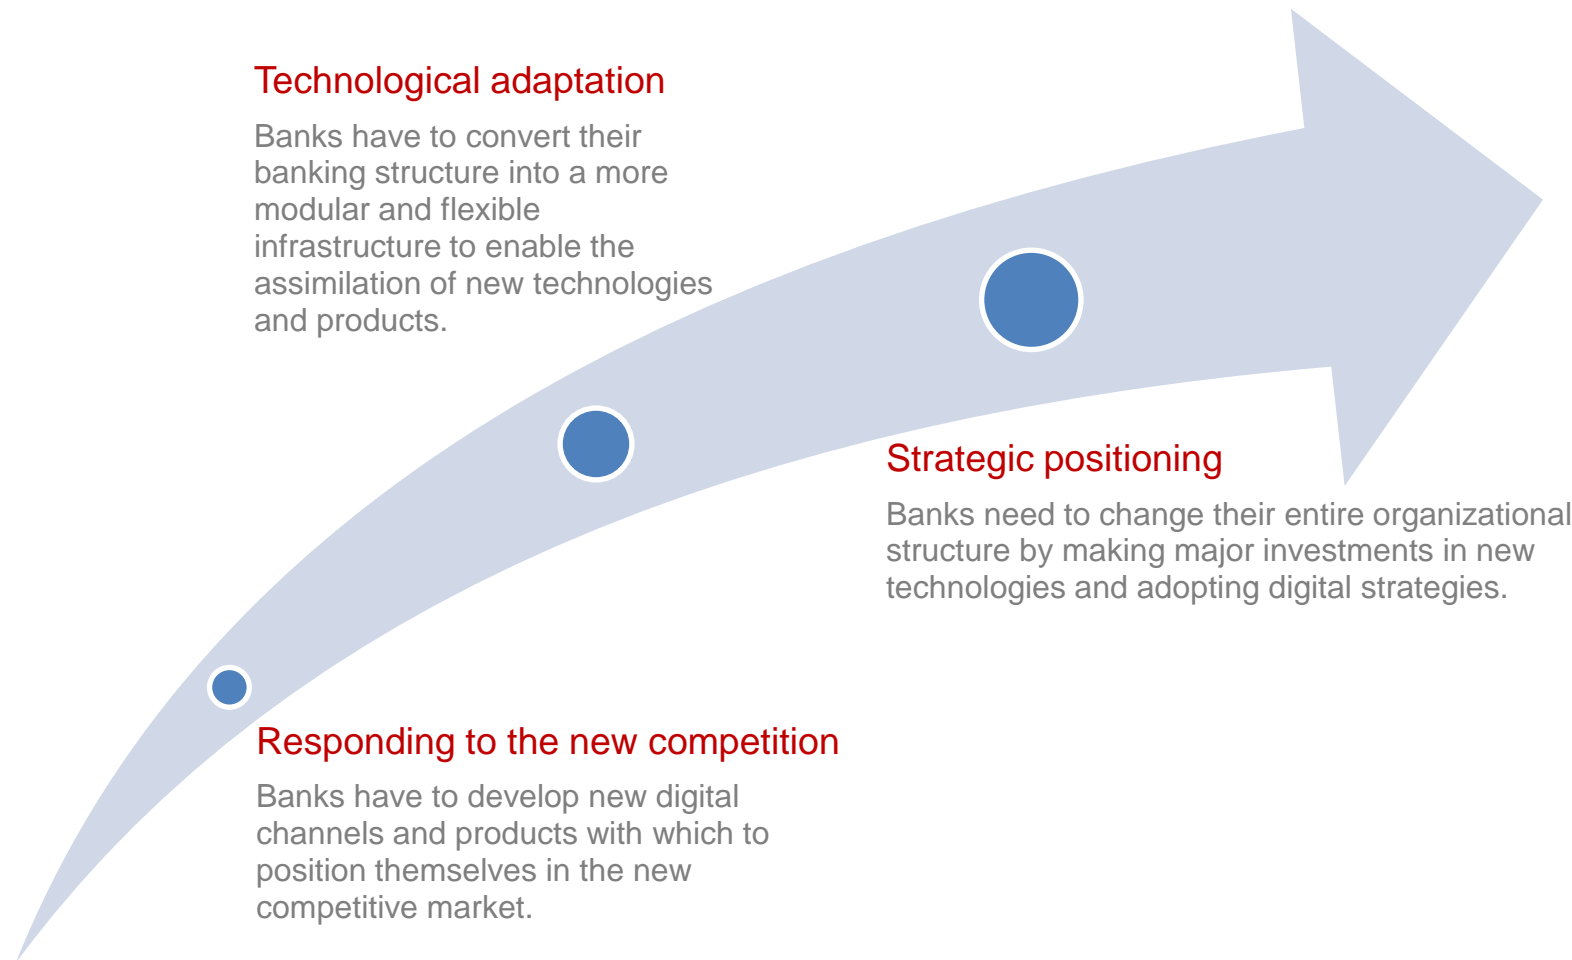 Technological adaptation
Banks have to convert their
banking structure into a more
modular and flexible
infrastructure to enable the
assimilation of new technologies
and products.
Strategic positioning
Banks need to change their entire organizational
structure by making major investments in new
technologies and adopting digital strategies.
Responding to the new competition
Banks have to develop new digital
channels and products with which to
position themselves in the new
competitive market.